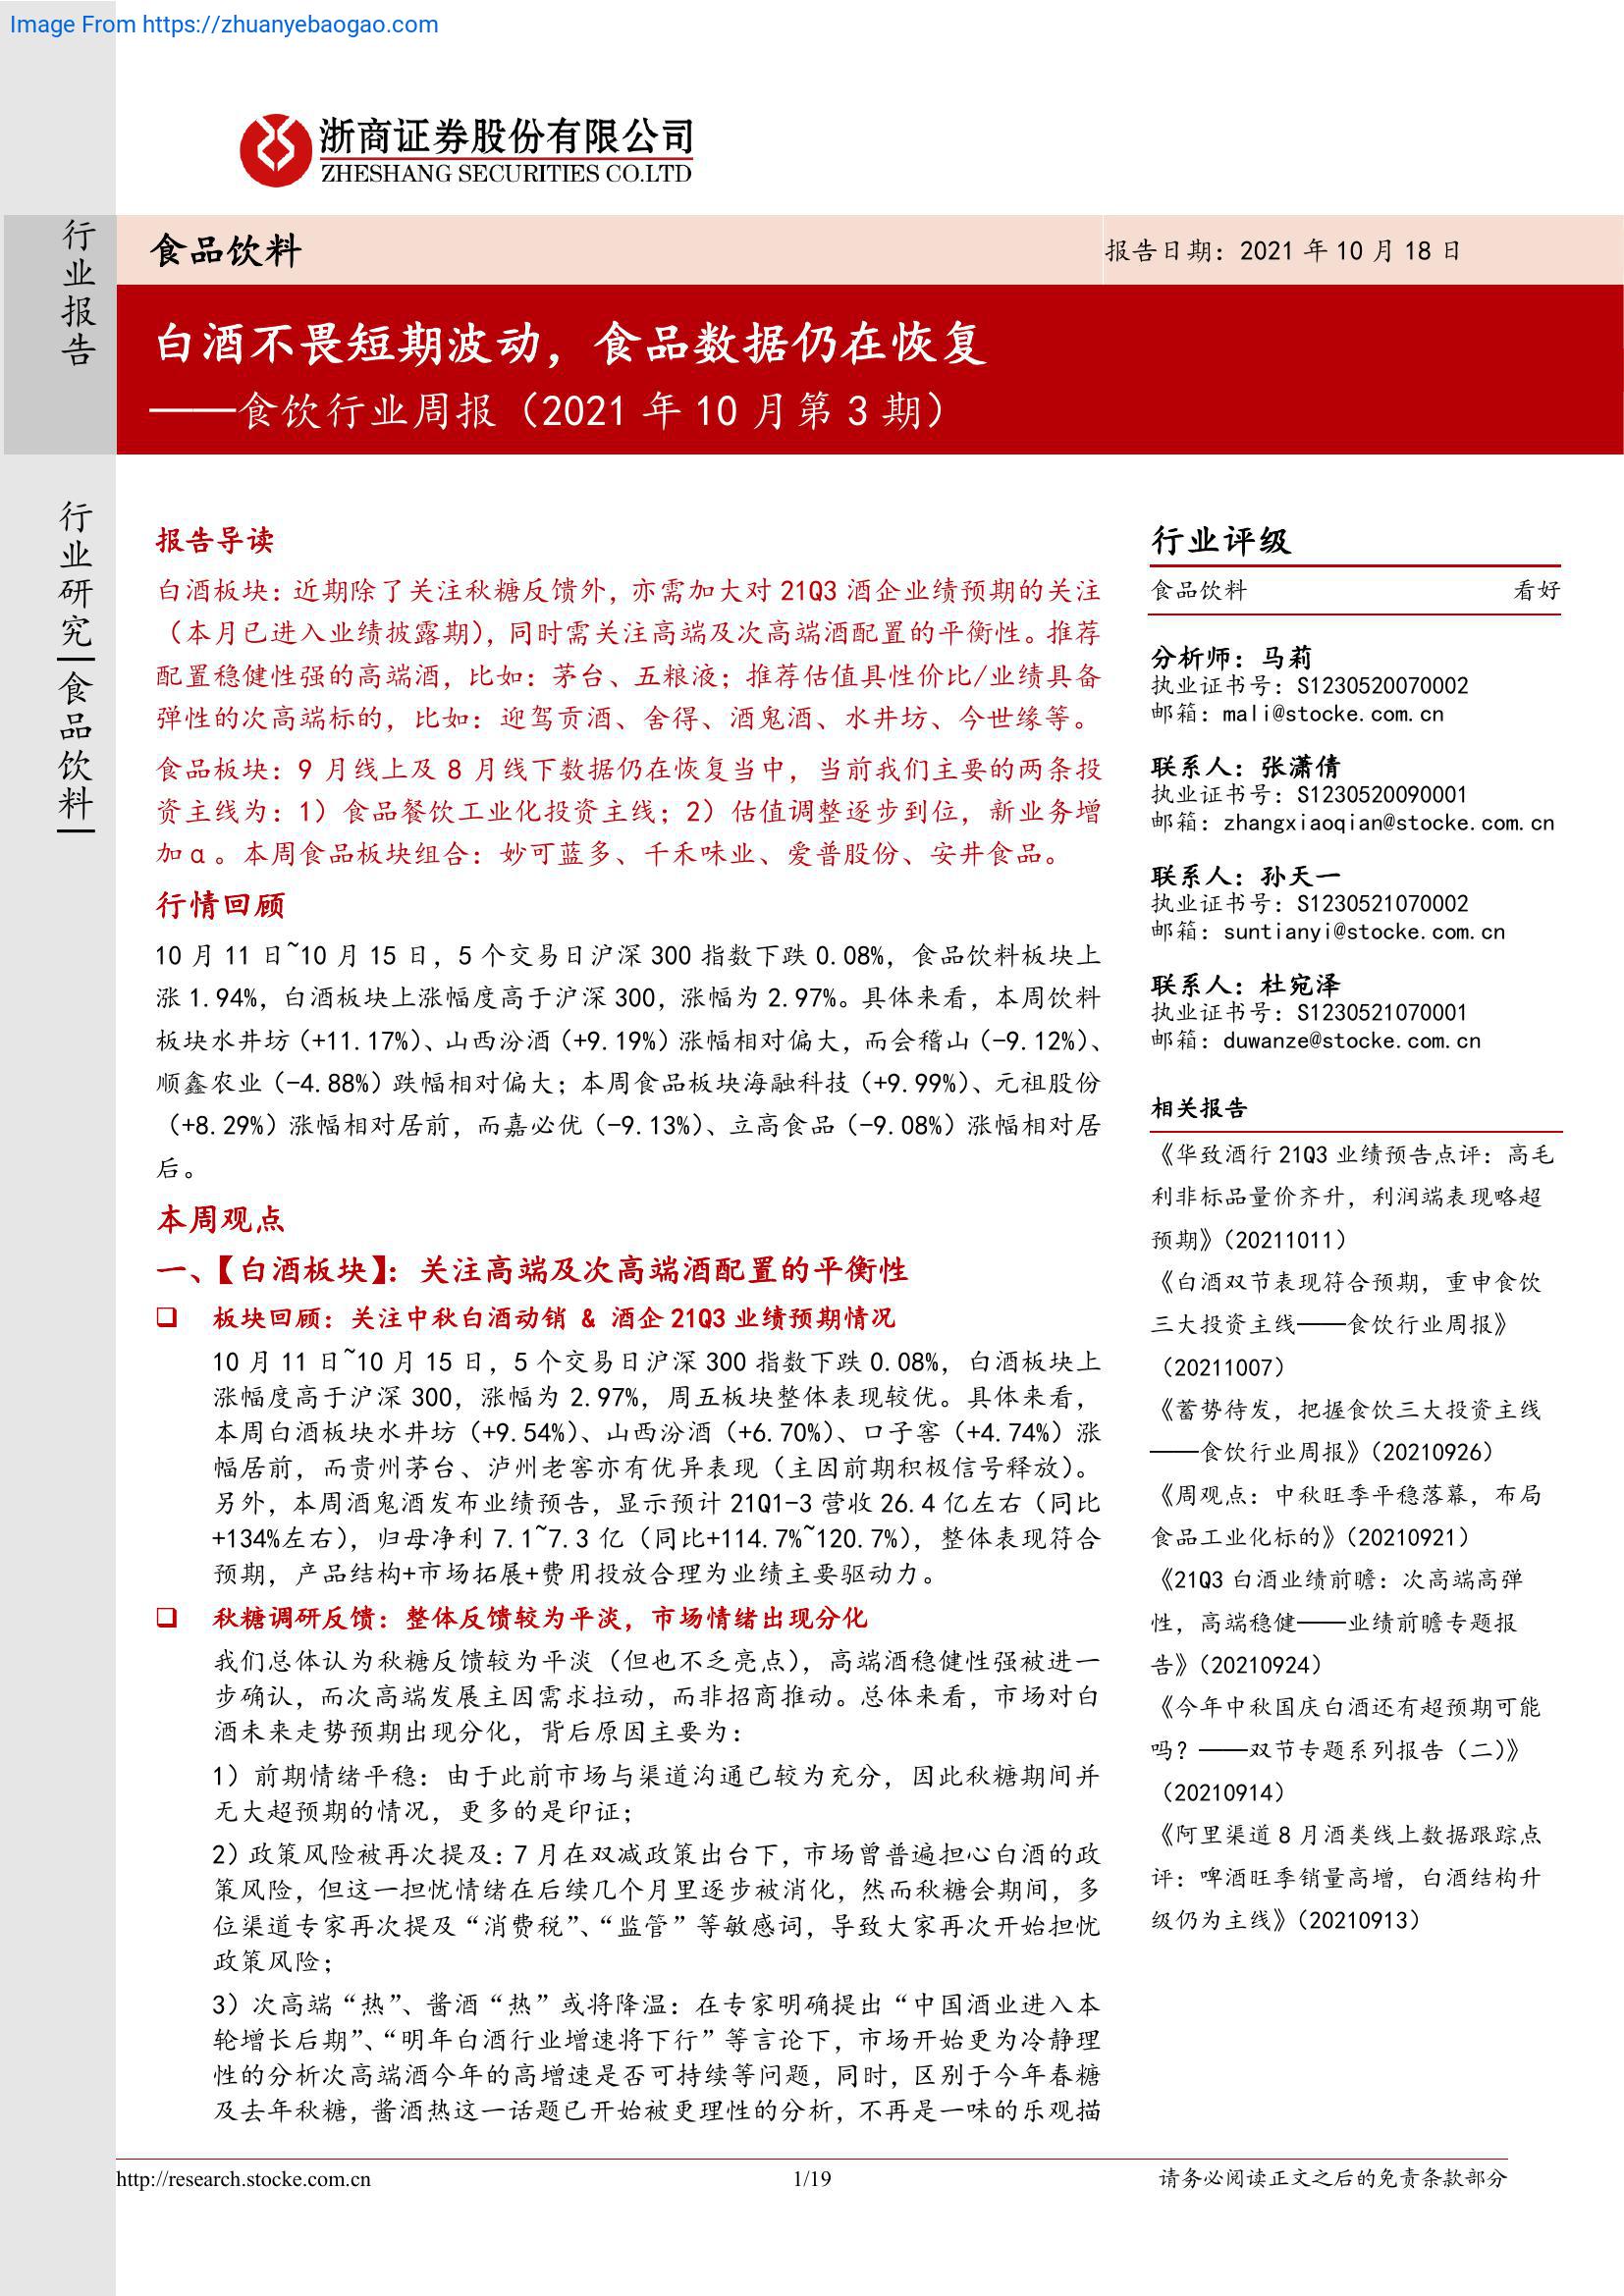 Image From https://zhuanyebaogao.com
浙商证券股份有限公司
ZHESHANG SECURITIES CO.LTD
行业报告
食品饮料
报告日期：2021 年 10 月 18 日
白酒不畏短期波动，食品数据仍在恢复
——食饮行业周报（2021 年 10 月第 3 期）
行业研究｜食品饮料｜
报告导读
白酒板块：近期除了关注秋糖反馈外，亦需加大对 21Q3 酒企业绩预期的关注
（本月已进入业绩披露期），同时需关注高端及次高端酒配置的平衡性。推荐
配置稳健性强的高端酒，比如：茅台、五粮液；推荐估值具性价比/业绩具备
弹性的次高端标的，比如：迎驾贡酒、舍得、酒鬼酒、水井坊、今世缘等。
食品板块：9 月线上及 8 月线下数据仍在恢复当中，当前我们主要的两条投
资主线为：1）食品餐饮工业化投资主线；2）估值调整逐步到位，新业务增
加α。本周食品板块组合：妙可蓝多、千禾味业、爱普股份、安井食品。
行情回顾
10 月 11 日~10 月 15 日，5 个交易日沪深 300 指数下跌 0.08%，食品饮料板块上
涨 1.94%，白酒板块上涨幅度高于沪深 300，涨幅为 2.97%。具体来看，本周饮料
板块水井坊（+11.17%）、山西汾酒（+9.19%）涨幅相对偏大，而会稽山（-9.12%）、
顺鑫农业（-4.88%）跌幅相对偏大；本周食品板块海融科技（+9.99%）、元祖股份
（+8.29%）涨幅相对居前，而嘉必优（-9.13%）、立高食品（-9.08%）涨幅相对居
后。
本周观点
一、【白酒板块】：关注高端及次高端酒配置的平衡性
❑ 板块回顾：关注中秋白酒动销 & 酒企 21Q3 业绩预期情况
10 月 11 日~10 月 15 日，5 个交易日沪深 300 指数下跌 0.08%，白酒板块上
涨幅度高于沪深 300，涨幅为 2.97%，周五板块整体表现较优。具体来看，
本周白酒板块水井坊（+9.54%）、山西汾酒（+6.70%）、口子窖（+4.74%）涨
幅居前，而贵州茅台、泸州老窖亦有优异表现（主因前期积极信号释放）。
另外，本周酒鬼酒发布业绩预告，显示预计 21Q1-3 营收 26.4 亿左右（同比
+134%左右），归母净利 7.1~7.3 亿（同比+114.7%~120.7%），整体表现符合
预期，产品结构+市场拓展+费用投放合理为业绩主要驱动力。
❑ 秋糖调研反馈：整体反馈较为平淡，市场情绪出现分化
我们总体认为秋糖反馈较为平淡（但也不乏亮点），高端酒稳健性强被进一
步确认，而次高端发展主因需求拉动，而非招商推动。总体来看，市场对白
酒未来走势预期出现分化，背后原因主要为：
1）前期情绪平稳：由于此前市场与渠道沟通已较为充分，因此秋糖期间并
无大超预期的情况，更多的是印证；
2）政策风险被再次提及：7 月在双减政策出台下，市场曾普遍担心白酒的政
策风险，但这一担忧情绪在后续几个月里逐步被消化，然而秋糖会期间，多
位渠道专家再次提及“消费税”、“监管”等敏感词，导致大家再次开始担忧
政策风险；
3）次高端“热”、酱酒“热”或将降温：在专家明确提出“中国酒业进入本
轮增长后期”、“明年白酒行业增速将下行”等言论下，市场开始更为冷静理
性的分析次高端酒今年的高增速是否可持续等问题，同时，区别于今年春糖
及去年秋糖，酱酒热这一话题已开始被更理性的分析，不再是一味的乐观描
行业评级
食品饮料 看好
分析师：马莉
执业证书号：S1230520070002
邮箱：mali@stocke.com.cn
联系人：张潇倩
执业证书号：S1230520090001
邮箱：zhangxiaoqian@stocke.com.cn
联系人：孙天一
执业证书号：S1230521070002
邮箱：suntianyi@stocke.com.cn
联系人：杜宛泽
执业证书号：S1230521070001
邮箱：duwanze@stocke.com.cn
相关报告
《华致酒行 21Q3 业绩预告点评：高毛
利非标品量价齐升，利润端表现略超
预期》（20211011）
《白酒双节表现符合预期，重申食饮
三大投资主线——食饮行业周报》
（20211007）
《蓄势待发，把握食饮三大投资主线
——食饮行业周报》（20210926）
《周观点：中秋旺季平稳落幕，布局
食品工业化标的》（20210921）
《21Q3 白酒业绩前瞻：次高端高弹
性，高端稳健——业绩前瞻专题报
告》（20210924）
《今年中秋国庆白酒还有超预期可能
吗？——双节专题系列报告（二）》
（20210914）
《阿里渠道 8 月酒类线上数据跟踪点
评：啤酒旺季销量高增，白酒结构升
级仍为主线》（20210913）
http://research.stocke.com.cn
1/19
请务必阅读正文之后的免责条款部分